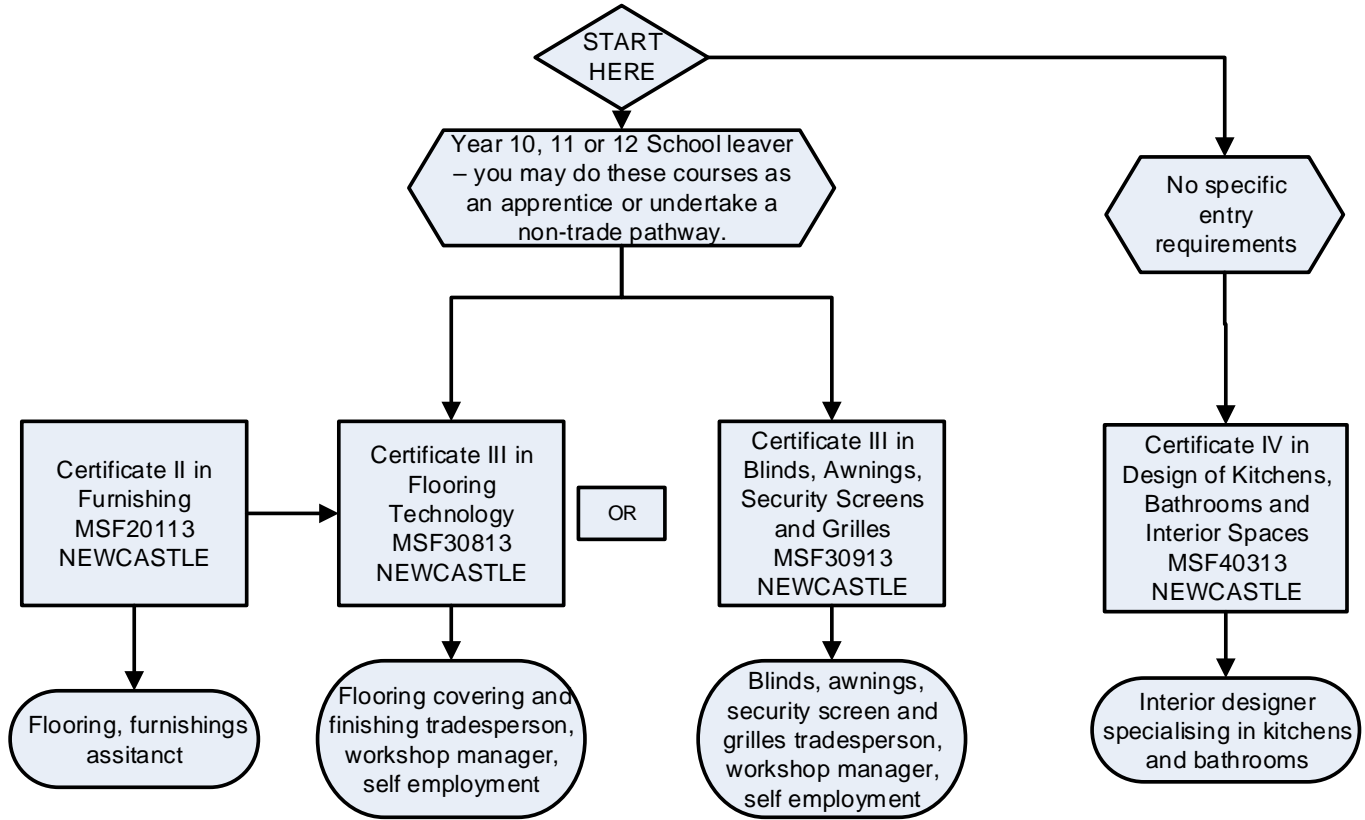 START
HERE
Year 10, 11 or 12 School leaver
– you may do these courses as
an apprentice or undertake a
non-trade pathway.
No specific
entry
requirements
Certificate II in
Furnishing
MSF20113
NEWCASTLE
Certificate III in
Flooring
Technology
MSF30813
NEWCASTLE
OR
Certificate III in
Blinds, Awnings,
Security Screens
and Grilles
MSF30913
NEWCASTLE
Certificate IV in
Design of Kitchens,
Bathrooms and
Interior Spaces
MSF40313
NEWCASTLE
Flooring, furnishings
assitanct
Flooring covering and
finishing tradesperson,
workshop manager,
self employment
Blinds, awnings,
security screen and
grilles tradesperson,
workshop manager,
self employment
Interior designer
specialising in kitchens
and bathrooms